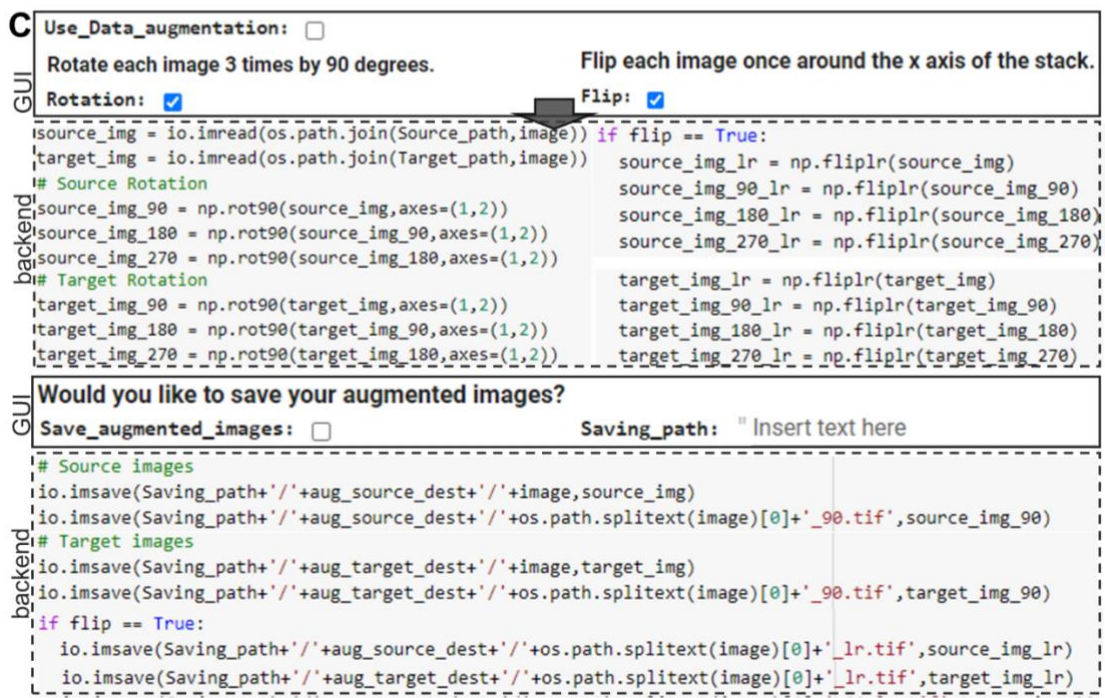 C
Use_Data_augmentation:
Rotate each image 3 times by 90 degrees.
Flip each image once around the x axis of the stack.
GUI
Rotation:
Flip:
backend
source_img = io.imread(os.path.join(Source_path,image))
target_img = io.imread(os.path.join(Target_path,image))
# Source Rotation
source_img_90 = np.rot90(source_img,axes=(1,2))
source_img_180 = np.rot90(source_img_90,axes=(1,2))
source_img_270 = np.rot90(source_img_180,axes=(1,2))
# Target Rotation
target_img_90 = np.rot90(target_img,axes=(1,2))
target_img_180 = np.rot90(target_img_90,axes=(1,2))
target_img_270 = np.rot90(target_img_180,axes=(1,2))
if flip == True:
source_img_lr = np.fliplr(source_img)
source_img_90_lr = np.fliplr(source_img_90)
source_img_180_lr = np.fliplr(source_img_180)
source_img_270_lr = np.fliplr(source_img_270)
target_img_lr = np.fliplr(target_img)
target_img_90_lr = np.fliplr(target_img_90)
target_img_180_lr = np.fliplr(target_img_180)
target_img_270_lr = np.fliplr(target_img_270)
GUI
Would you like to save your augmented images?
Save_augmented_images:
Saving_path: " Insert text here
backend
# Source images
io.imsave(Saving_path+'/'+aug_source_dest+'/'+image,source_img)
io.imsave(Saving_path+'/'+aug_source_dest+'/'+os.path.splitext(image)[0]+'_90.tif',source_img_90)
# Target images
io.imsave(Saving_path+'/'+aug_target_dest+'/'+image,target_img)
io.imsave(Saving_path+'/'+aug_target_dest+'/'+os.path.splitext(image)[0]+'_90.tif',target_img_90)
if flip == True:
io.imsave(Saving_path+'/'+aug_source_dest+'/'+os.path.splitext(image)[0]+'_lr.tif',source_img_lr)
io.imsave(Saving_path+'/'+aug_target_dest+'/'+os.path.splitext(image)[0]+'_lr.tif',target_img_lr)